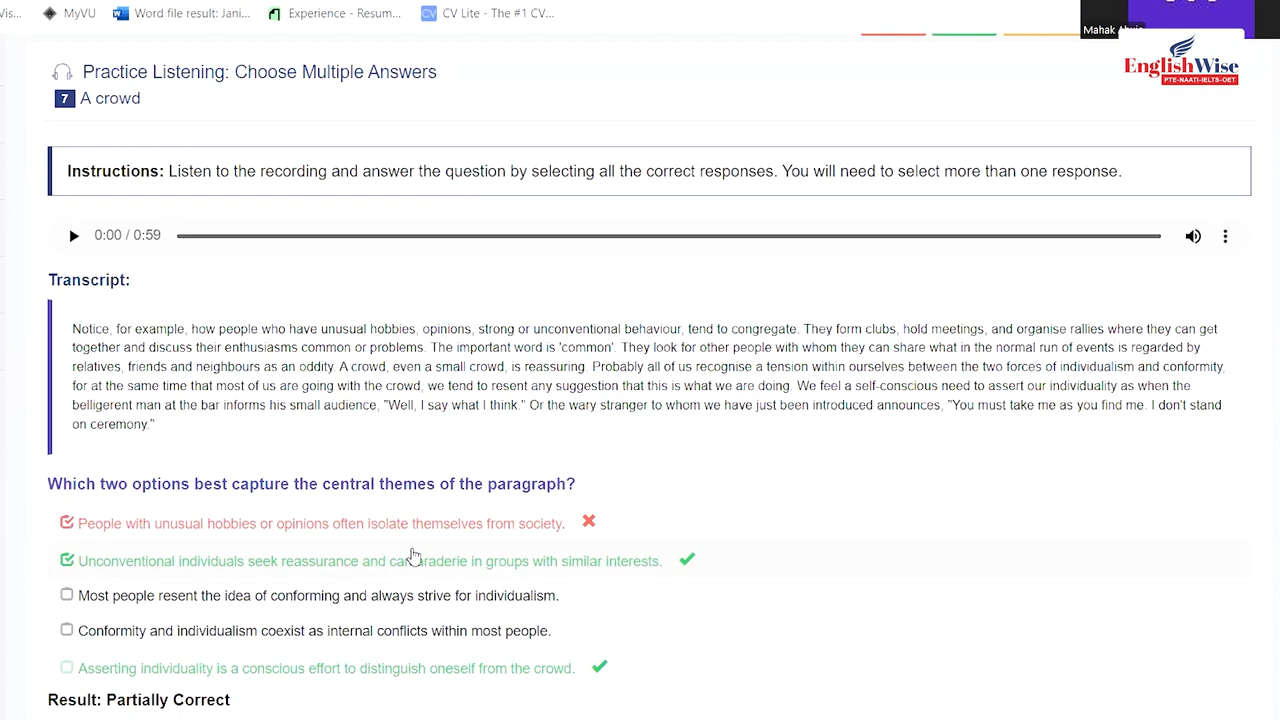 Vis...
MyVU
Word file result: Jani...
Experience - Resum...
CV Lite - The #1 CV...
Mahak
EnglishWise
PTE-NAATI-IELTS-OET
Practice Listening: Choose Multiple Answers
7 A crowd
Instructions: Listen to the recording and answer the question by selecting all the correct responses. You will need to select more than one response.
0:00 / 0:59
Transcript:
Notice, for example, how people who have unusual hobbies, opinions, strong or unconventional behaviour, tend to congregate. They form clubs, hold meetings, and organise rallies where they can get
together and discuss their enthusiasms common or problems. The important word is 'common'. They look for other people with whom they can share what in the normal run of events is regarded by
relatives, friends and neighbours as an oddity. A crowd, even a small crowd, is reassuring. Probably all of us recognise a tension within ourselves between the two forces of individualism and conformity,
for at the same time that most of us are going with the crowd, we tend to resent any suggestion that this is what we are doing. We feel a self-conscious need to assert our individuality as when the
belligerent man at the bar informs his small audience, "Well, I say what I think." Or the wary stranger to whom we have just been introduced announces, "You must take me as you find me. I don't stand
on ceremony."
Which two options best capture the central themes of the paragraph?
People with unusual hobbies or opinions often isolate themselves from society.
Unconventional individuals seek reassurance and camaraderie in groups with similar interests.
Most people resent the idea of conforming and always strive for individualism.
Conformity and individualism coexist as internal conflicts within most people.
Asserting individuality is a conscious effort to distinguish oneself from the crowd.
Result: Partially Correct